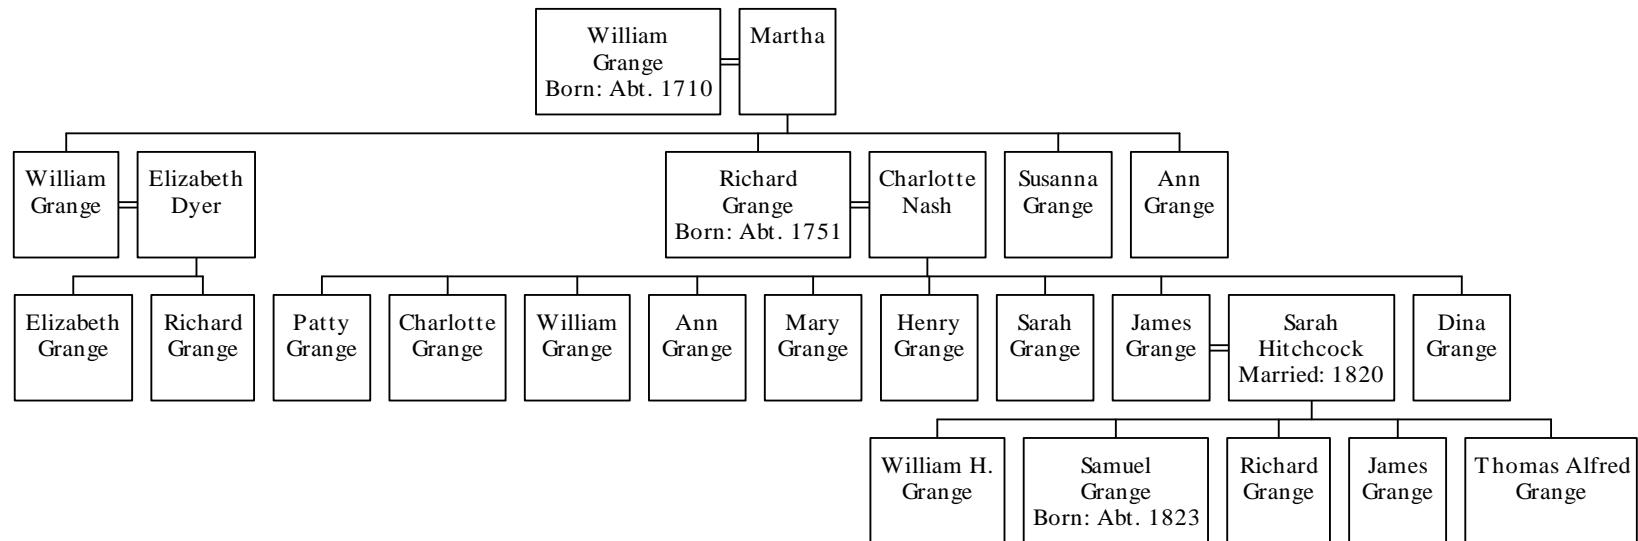 William
Grange
Born: Abt. 1710
Martha
William
Grange
Elizabeth
Dyer
Richard
Grange
Born: Abt. 1751
Charlotte
Nash
Susanna
Grange
Ann
Grange
Elizabeth
Grange
Richard
Grange
Patty
Grange
Charlotte
Grange
William
Grange
Ann
Grange
Mary
Grange
Henry
Grange
Sarah
Grange
James
Grange
Sarah
Hitchcock
Married: 1820
Dina
Grange
William H.
Grange
Samuel
Grange
Born: Abt. 1823
Richard
Grange
James
Grange
Thomas Alfred
Grange